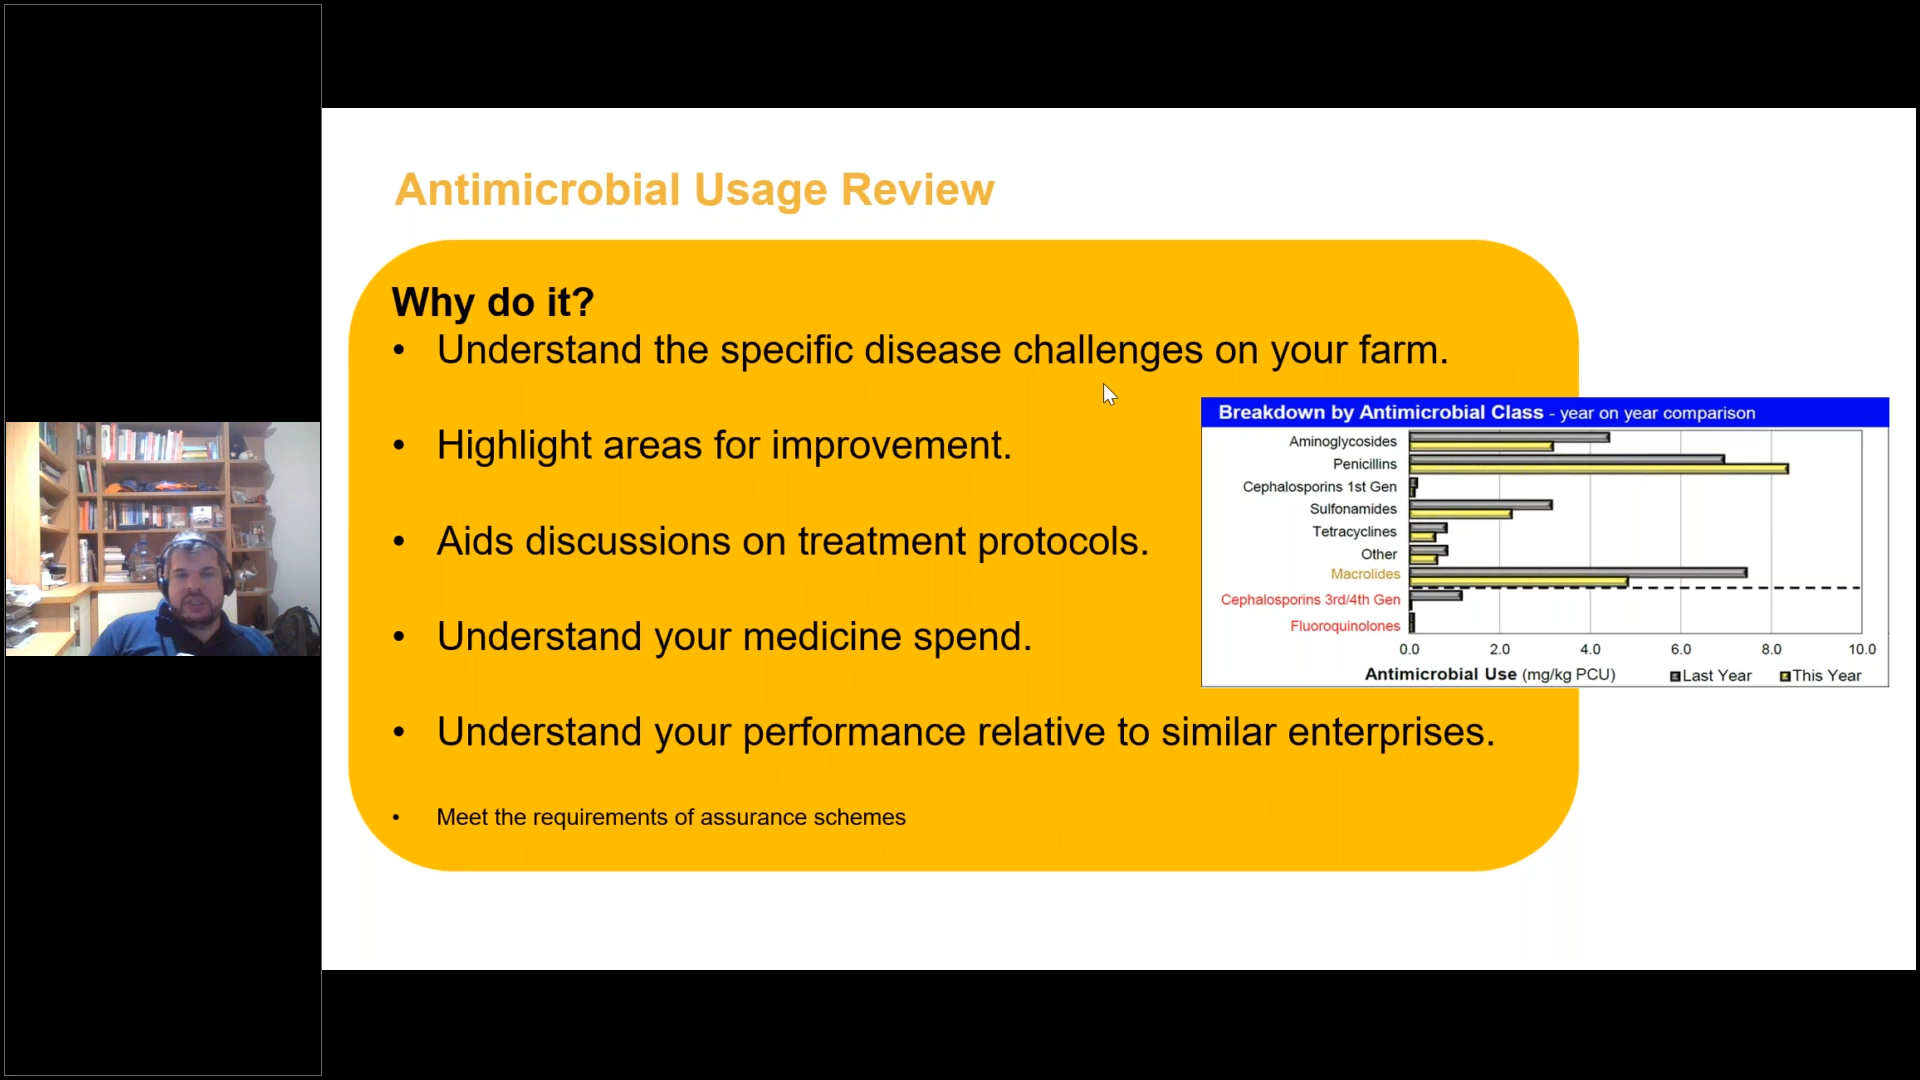 Antimicrobial Usage Review
Why do it?
• Understand the specific disease challenges on your farm.
• Highlight areas for improvement.
• Aids discussions on treatment protocols.
• Understand your medicine spend.
• Understand your performance relative to similar enterprises.
• Meet the requirements of assurance schemes
Breakdown by Antimicrobial Class - year on year comparison
Aminoglycosides
Penicillins
Cephalosporins 1st Gen
Sulfonamides
Tetracyclines
Other
Macrolides
Cephalosporins 3rd/4th Gen
Fluoroquinolones
0.0 2.0 4.0 6.0 8.0 10.0
Antimicrobial Use (mg/kg PCU) Last Year This Year